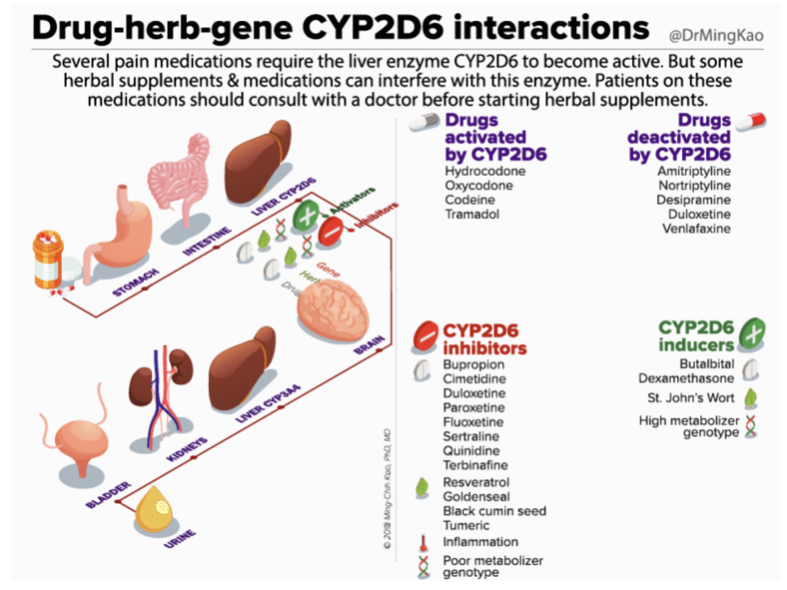 Drug-herb-gene CYP2D6 interactions @DrMingKao
Several pain medications require the liver enzyme CYP2D6 to become active. But some
herbal supplements & medications can interfere with this enzyme. Patients on these
medications should consult with a doctor before starting herbal supplements.
STOMACH
INTESTINE
LIVER CYP2D6
Activators
Inhibitors
Gene
Herb
Drug
BRAIN
LIVER CYP3A4
KIDNEYS
BLADDER
URINE
© 2018 Ming-Chih Kao, PhD, MD
Drugs
activated
by CYP2D6
Hydrocodone
Oxycodone
Codeine
Tramadol
Drugs
deactivated
by CYP2D6
Amitriptyline
Nortriptyline
Desipramine
Duloxetine
Venlafaxine
CYP2D6
inhibitors
Bupropion
Cimetidine
Duloxetine
Paroxetine
Fluoxetine
Sertraline
Quinidine
Terbinafine
Resveratrol
Goldenseal
Black cumin seed
Tumeric
Inflammation
Poor metabolizer
genotype
CYP2D6
inducers
Butalbital
Dexamethasone
St. John's Wort
High metabolizer
genotype